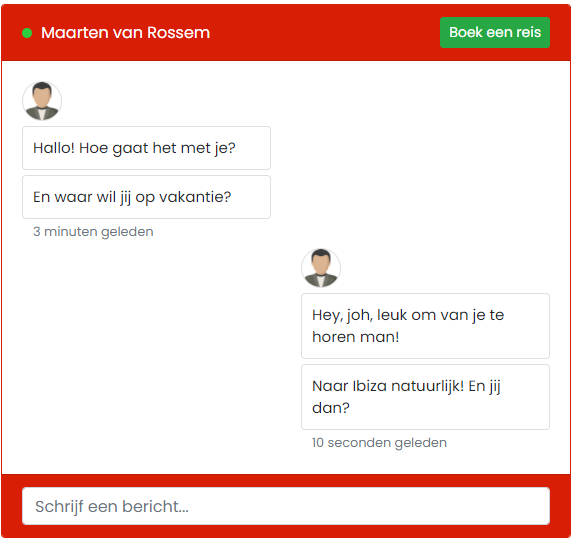 Maarten van Rossem
Boek een reis
Hallo! Hoe gaat het met je?
En waar wil jij op vakantie?
3 minuten geleden
Hey, joh, leuk om van je te
horen man!
Naar Ibiza natuurlijk! En jij
dan?
10 seconden geleden
Schrijf een bericht...